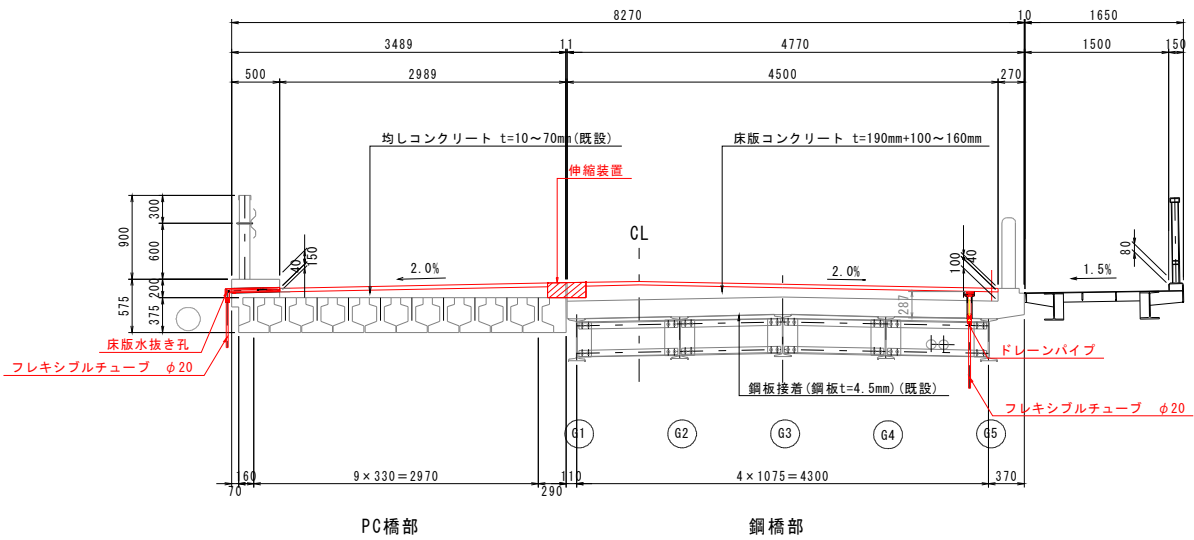 8270
10
1650
3489
11
4770
1500
150
500
2989
4500
270
均しコンクリート t=10～70mm(既設)
床版コンクリート t=190mm+100～160mm
伸縮装置
900
300
600
575
200
375
40
150
2.0%
CL
2.0%
100
40
80
1.5%
287
床版水抜き孔
フレキシブルチューブ φ20
ドレーンパイプ
鋼板接着(鋼板t=4.5mm)(既設)
フレキシブルチューブ φ20
G1
G2
G3
G4
G5
160
9×330=2970
110
4×1075=4300
370
70
290
PC橋部
鋼橋部